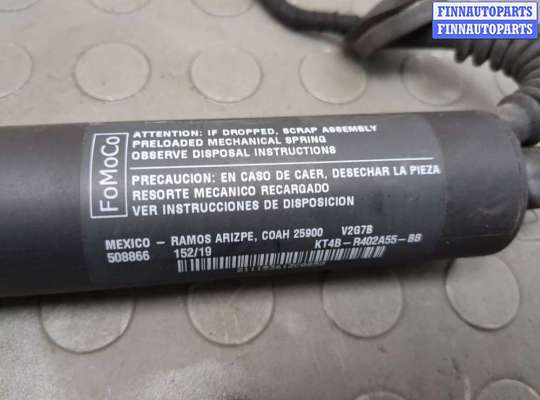 FINNAUTOPARTS
FINNAUTOPARTS
FINNAUTOPARTS
FoMoCo
ATTENTION: IF DROPPED, SCRAP ASSEMBLY
PRELOADED MECHANICAL SPRING
OBSERVE DISPOSAL INSTRUCTIONS
PRECAUCION: EN CASO DE CAER, DESECHAR LA PIEZA
RESORTE MECANICO RECARGADO
VER INSTRUCCIONES DE DISPOSICION
MEXICO – RAMOS ARIZPE, COAH 25900 V2G7B
508866 152/19 KT4B–R402A55–BB